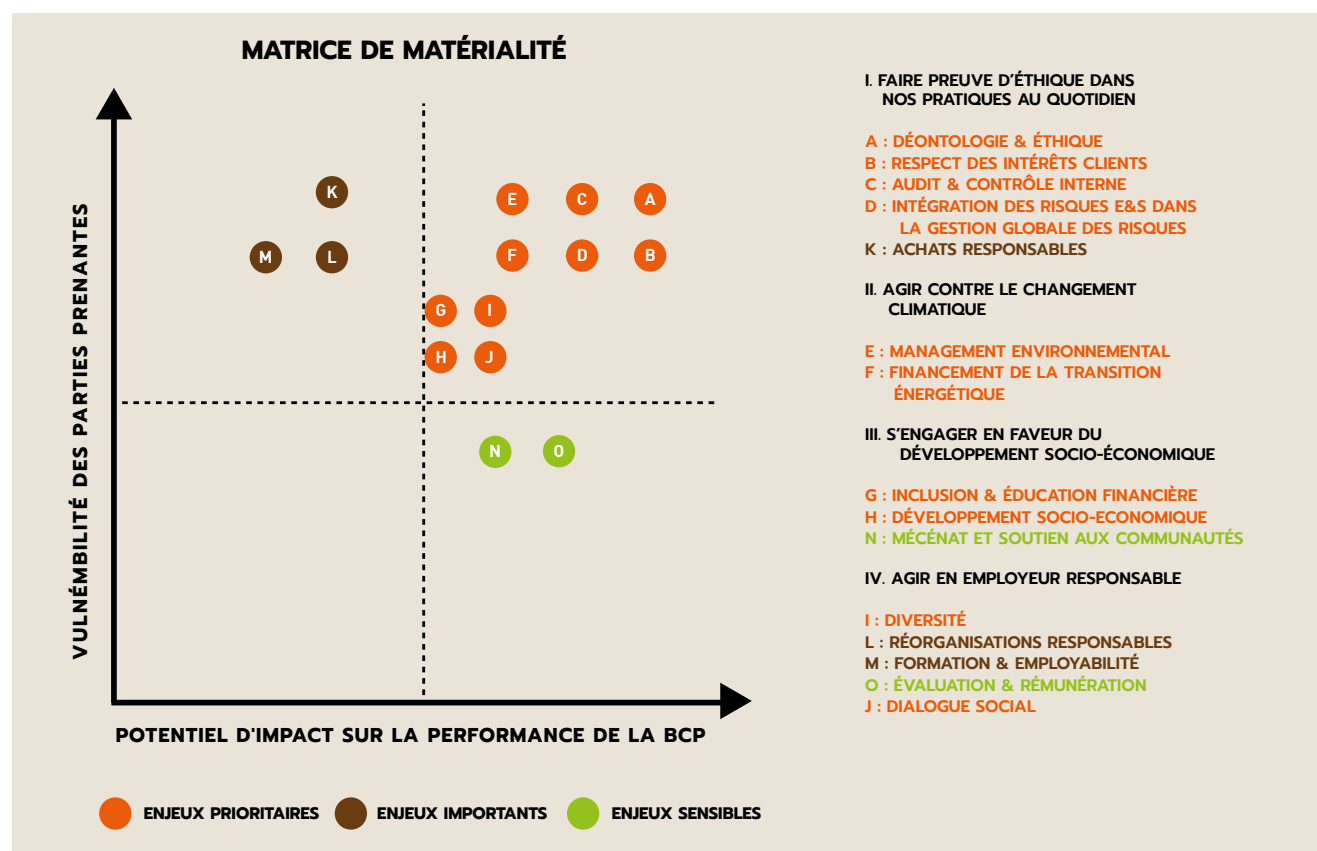 MATRICE DE MATÉRIALITÉ
VULNÉMBILITÉ DES PARTIES PRENANTES
K
E C A
M L
F D B
G I
H J
N O
POTENTIEL D'IMPACT SUR LA PERFORMANCE DE LA BCP
ENJEUX PRIORITAIRES
ENJEUX IMPORTANTS
ENJEUX SENSIBLES
I. FAIRE PREUVE D'ÉTHIQUE DANS
NOS PRATIQUES AU QUOTIDIEN
A : DÉONTOLOGIE & ÉTHIQUE
B : RESPECT DES INTÉRÊTS CLIENTS
C : AUDIT & CONTRÔLE INTERNE
D : INTÉGRATION DES RISQUES E&S DANS
LA GESTION GLOBALE DES RISQUES
K : ACHATS RESPONSABLES
II. AGIR CONTRE LE CHANGEMENT
CLIMATIQUE
E : MANAGEMENT ENVIRONNEMENTAL
F : FINANCEMENT DE LA TRANSITION
ÉNERGÉTIQUE
III. S'ENGAGER EN FAVEUR DU
DÉVELOPPEMENT SOCIO-ÉCONOMIQUE
G : INCLUSION & ÉDUCATION FINANCIÈRE
H : DÉVELOPPEMENT SOCIO-ECONOMIQUE
N : MÉCÉNAT ET SOUTIEN AUX COMMUNAUTÉS
IV. AGIR EN EMPLOYEUR RESPONSABLE
I : DIVERSITÉ
L : RÉORGANISATIONS RESPONSABLES
M : FORMATION & EMPLOYABILITÉ
O : ÉVALUATION & RÉMUNÉRATION
J : DIALOGUE SOCIAL